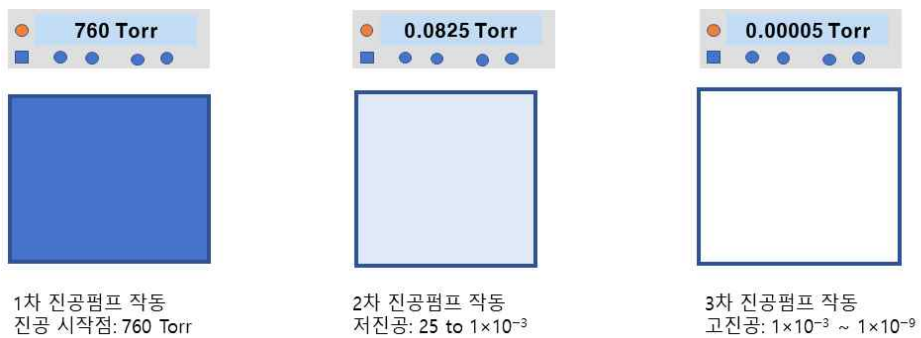 760 Torr
0.0825 Torr
0.00005 Torr
1차 진공펌프 작동
진공 시작점: 760 Torr
2차 진공펌프 작동
저진공: 25 to 1×10⁻³
3차 진공펌프 작동
고진공: 1×10⁻³ ~ 1×10⁻⁹